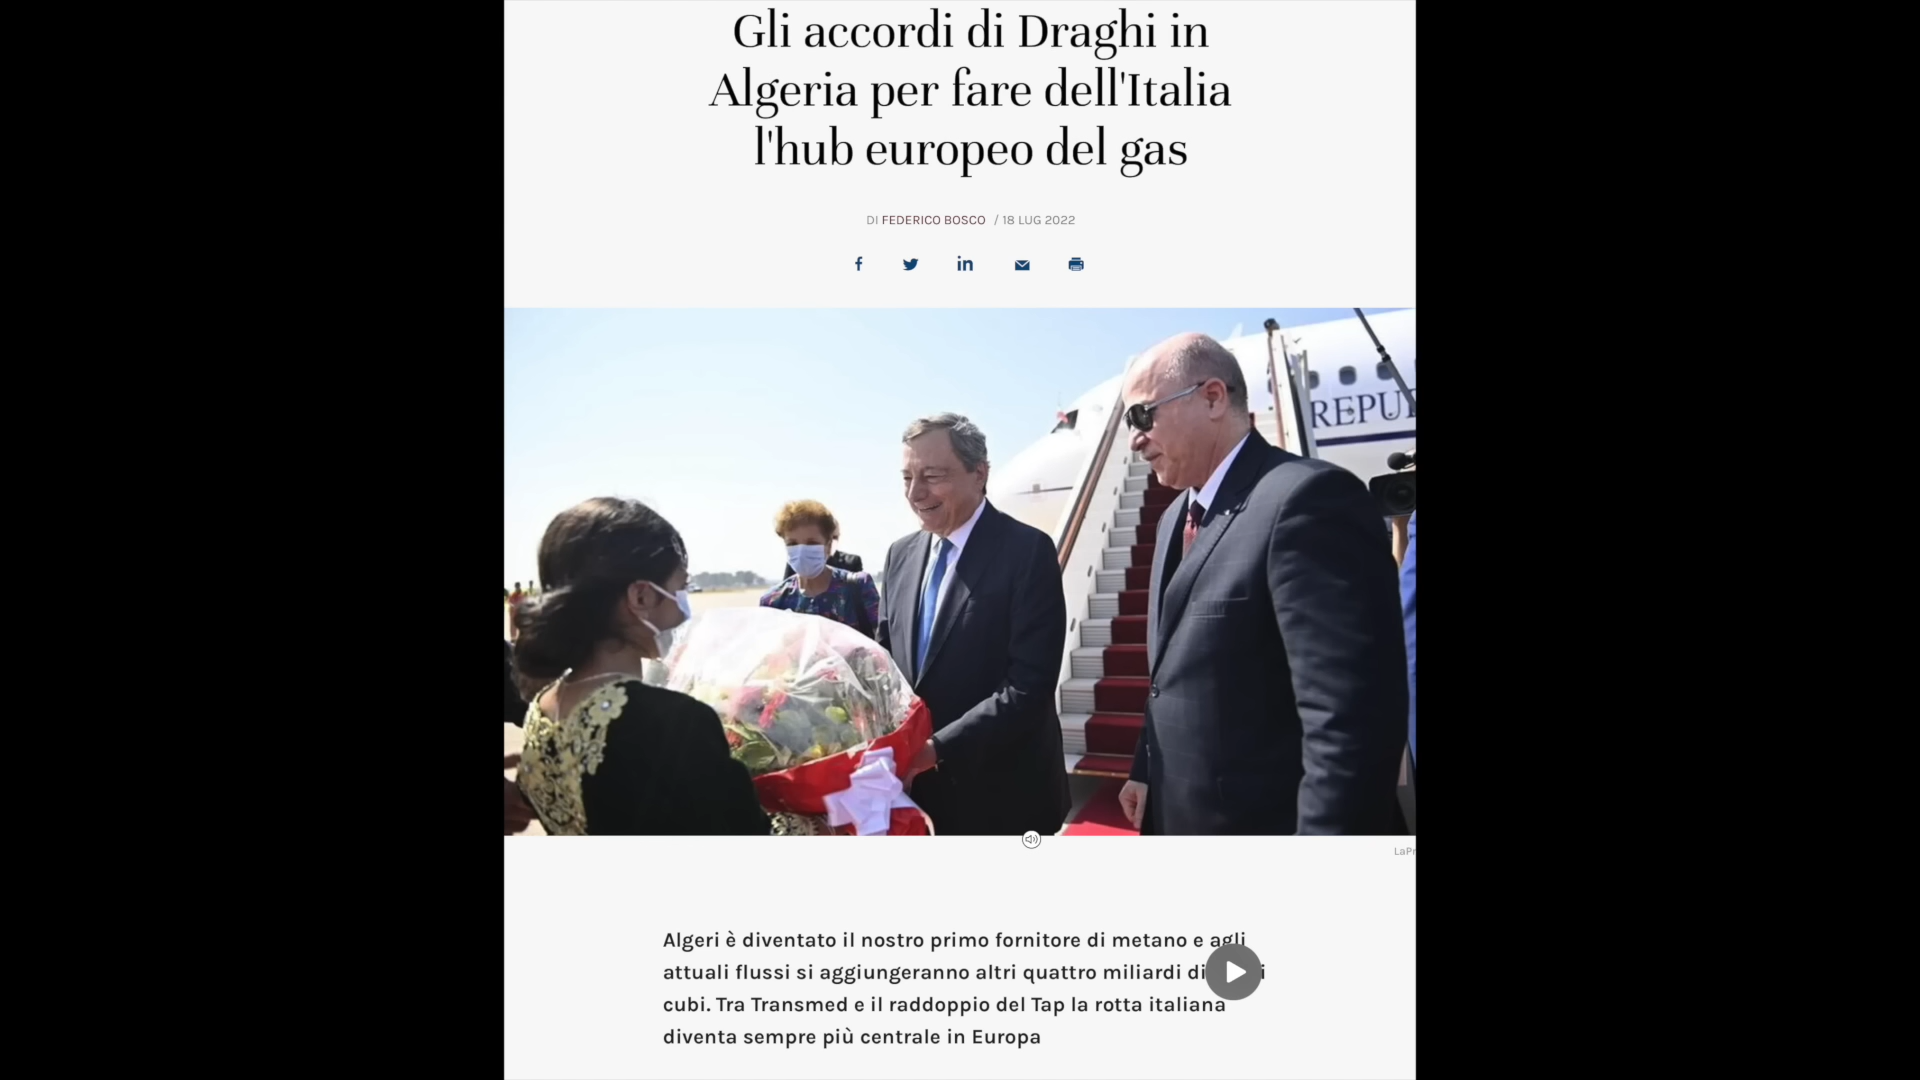 Gli accordi di Draghi in
Algeria per fare dell'Italia
l'hub europeo del gas
DI FEDERICO BOSCO / 18 LUG 2022
REPU
LaPr
Algeri è diventato il nostro primo fornitore di metano e agli
attuali flussi si aggiungeranno altri quattro miliardi di
cubi. Tra Transmed e il raddoppio del Tap la rotta italiana
diventa sempre più centrale in Europa